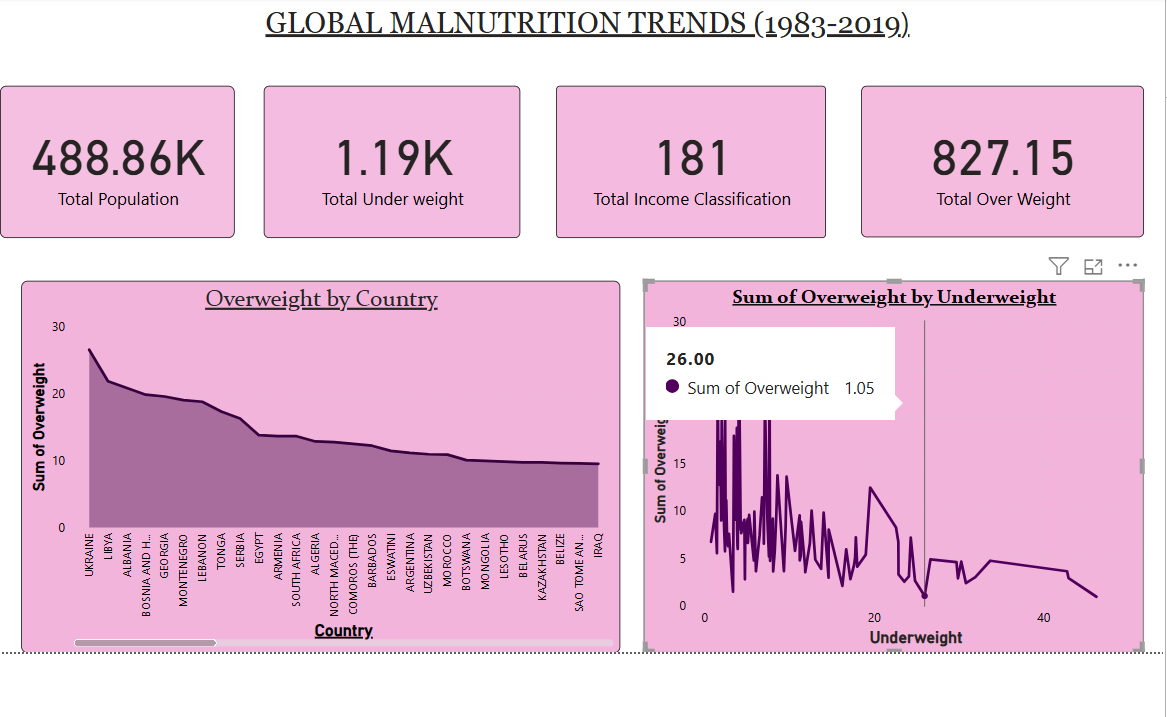 GLOBAL MALNUTRITION TRENDS (1983-2019)
488.86K
Total Population
1.19K
Total Under weight
181
Total Income Classification
827.15
Total Over Weight
Overweight by Country
Sum of Overweight
30
20
10
0
UKRAINE
LIBYA
ALBANIA
BOSNIA AND H...
GEORGIA
MONTENEGRO
LEBANON
TONGA
SERBIA
EGYPT
ARMENIA
SOUTH AFRICA
ALGERIA
NORTH MACED...
COMOROS (THE)
BARBADOS
ESWATINI
ARGENTINA
UZBEKISTAN
MOROCCO
BOTSWANA
MONGOLIA
LESOTHO
BELARUS
KAZAKHSTAN
BELIZE
SAO TOME AN...
IRAQ
Country
Sum of Overweight by Underweight
30
26.00
Sum of Overweight 1.05
Sum of Overweig
15
10
5
0
0 20 40
Underweight